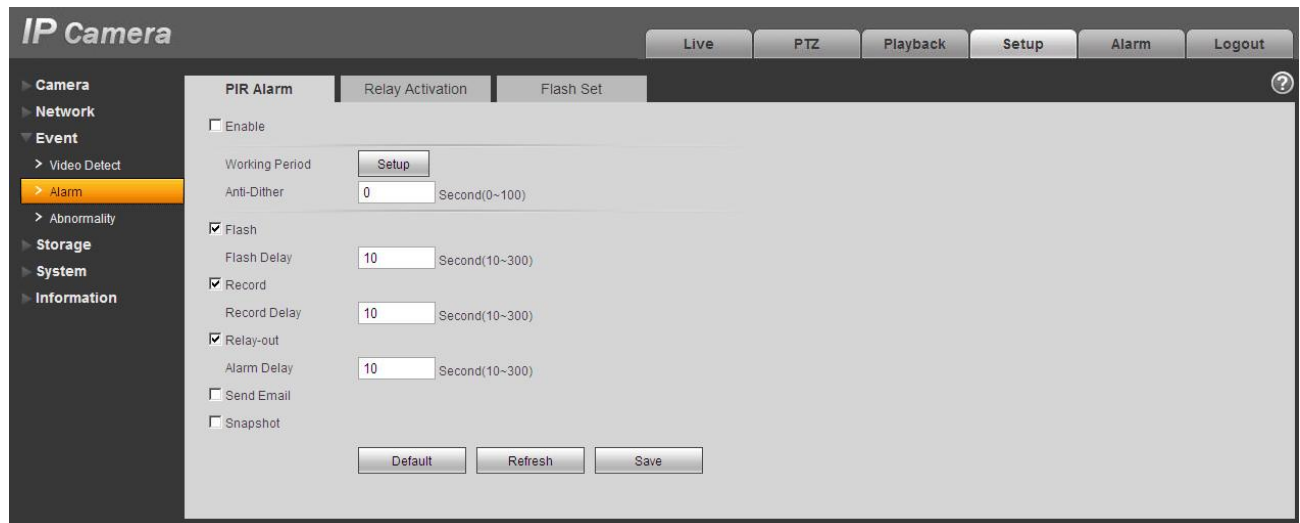 IP Camera
Live PTZ Playback Setup Alarm Logout
Camera
Network
Event
> Video Detect
> Alarm
> Abnormality
Storage
System
Information
PIR Alarm Relay Activation Flash Set
?
Enable
Working Period Setup
Anti-Dither 0 Second(0~100)
Flash
Flash Delay 10 Second(10~300)
Record
Record Delay 10 Second(10~300)
Relay-out
Alarm Delay 10 Second(10~300)
Send Email
Snapshot
Default Refresh Save